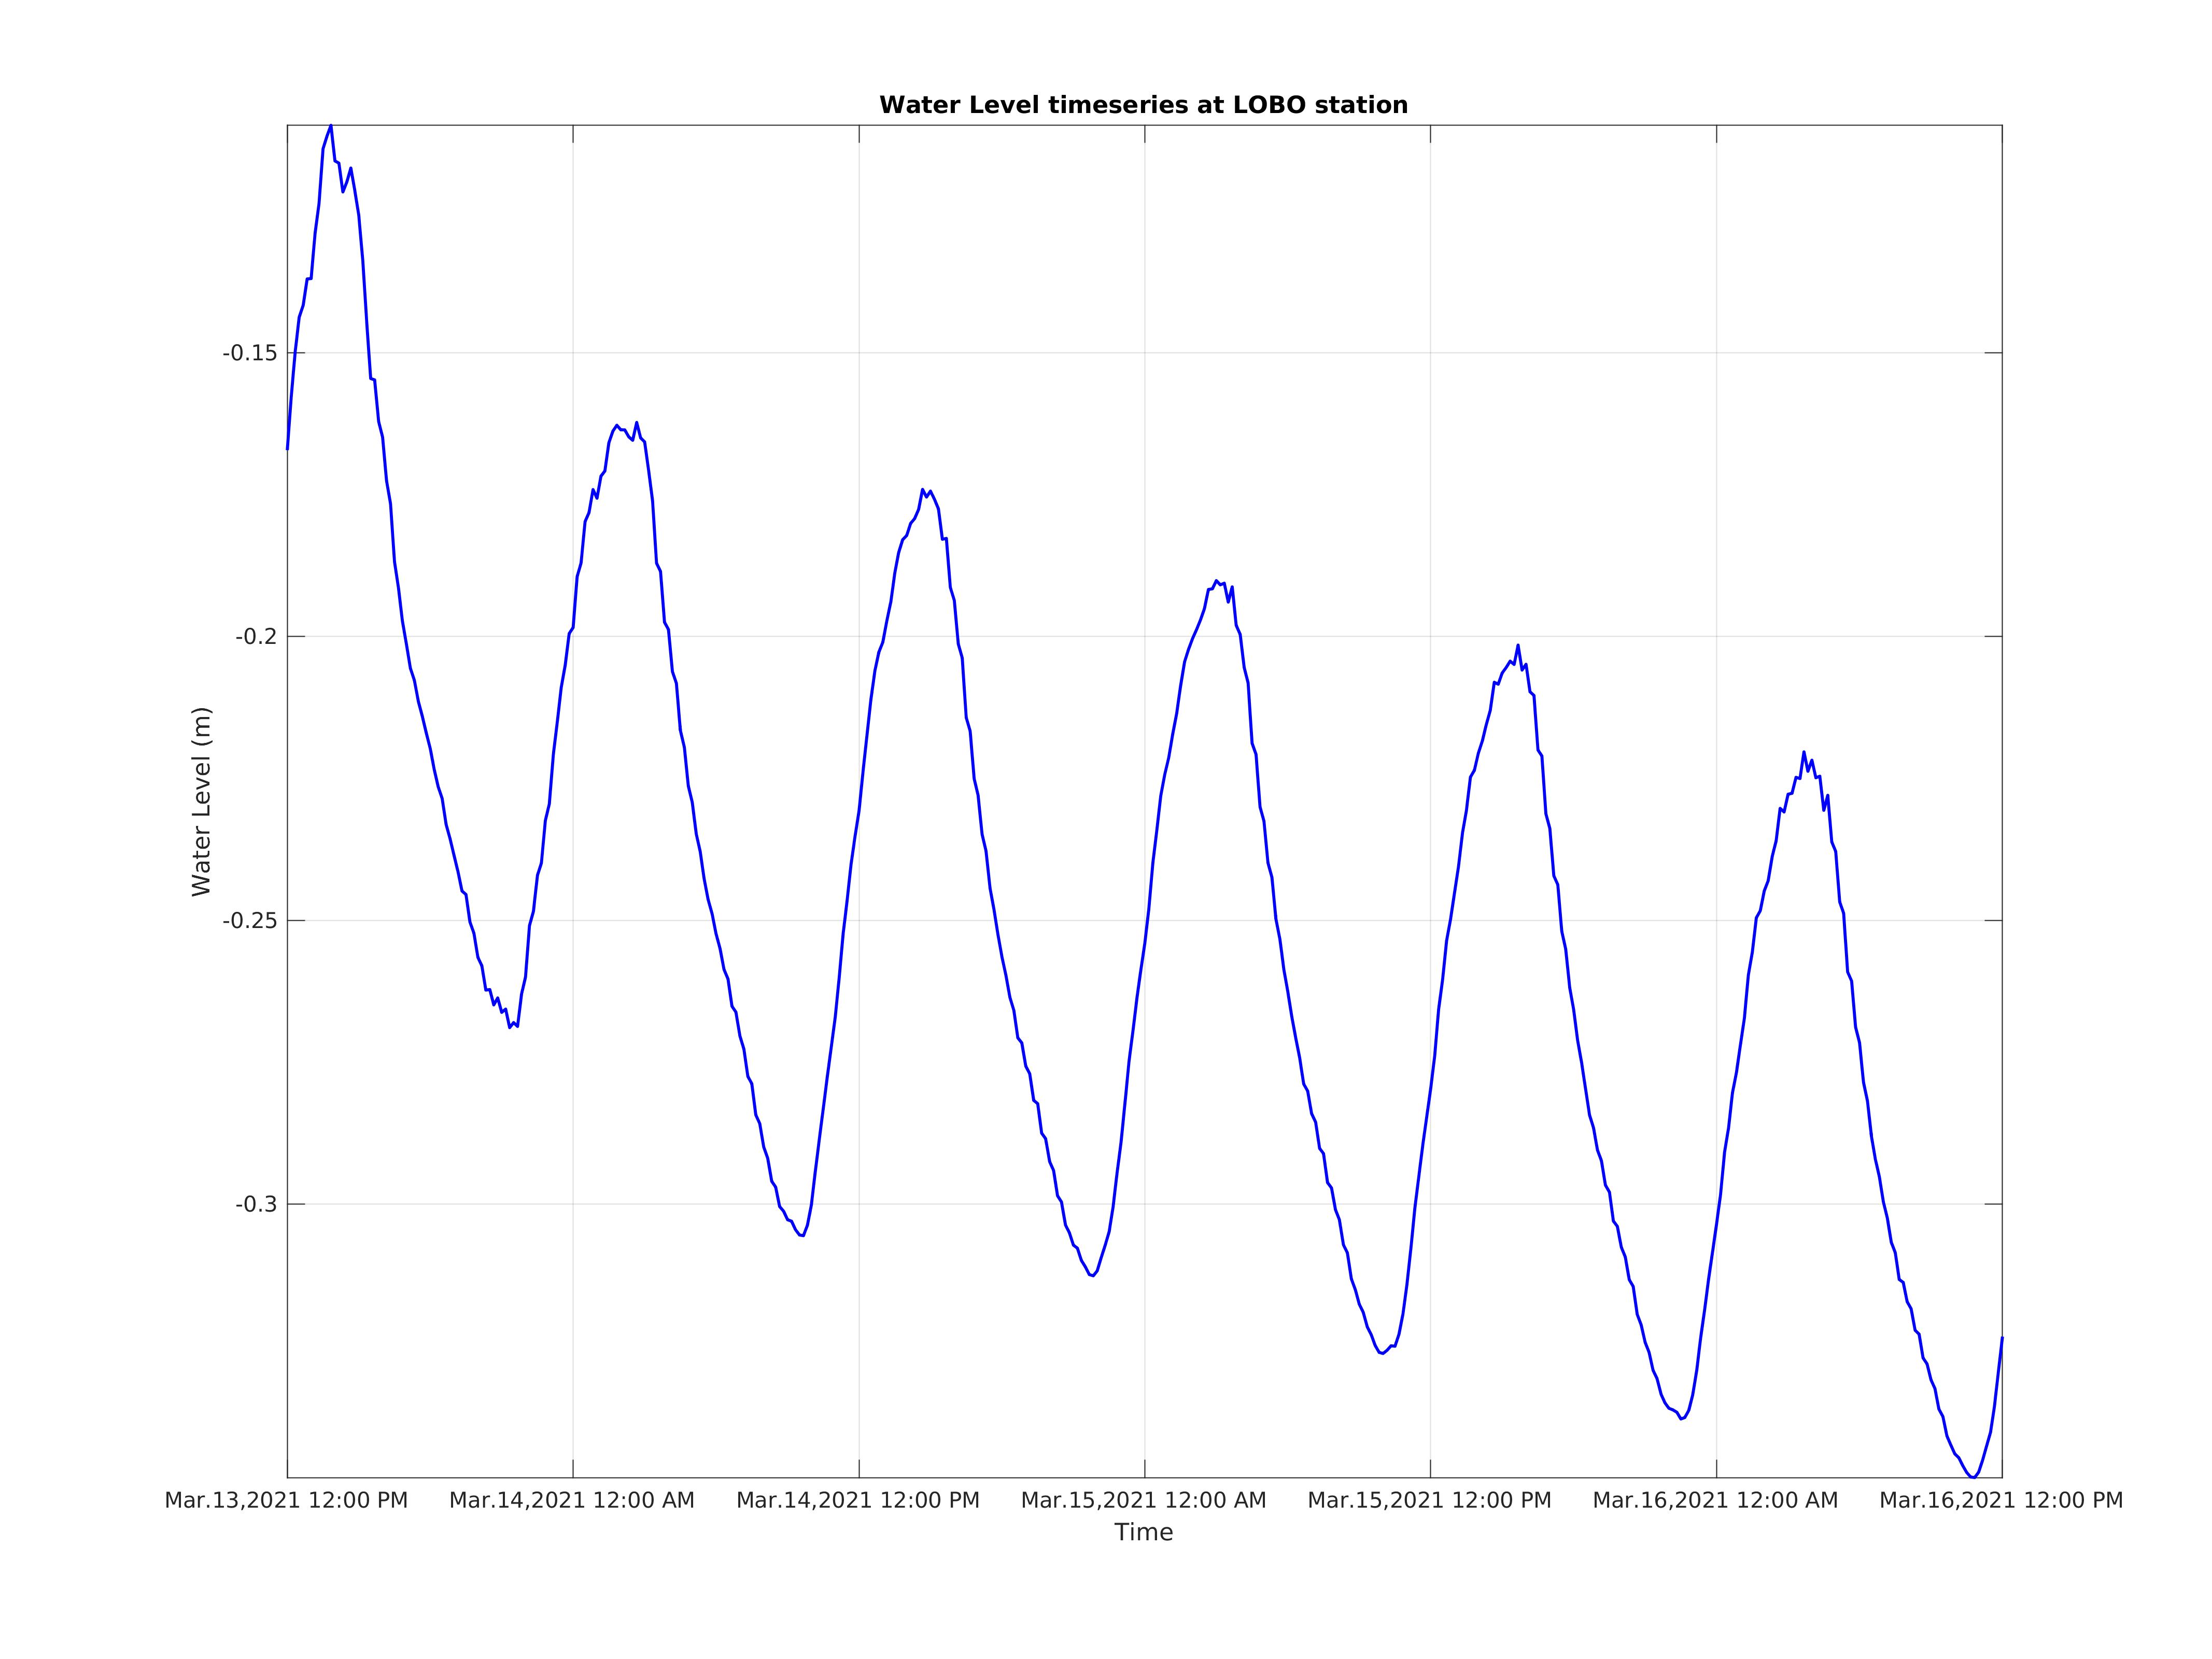 Water Level timeseries at LOBO station
-0.15
-0.2
-0.25
-0.3
Water Level (m)
Mar.13,2021 12:00 PM Mar.14,2021 12:00 AM Mar.14,2021 12:00 PM Mar.15,2021 12:00 AM Mar.15,2021 12:00 PM Mar.16,2021 12:00 AM Mar.16,2021 12:00 PM
Time